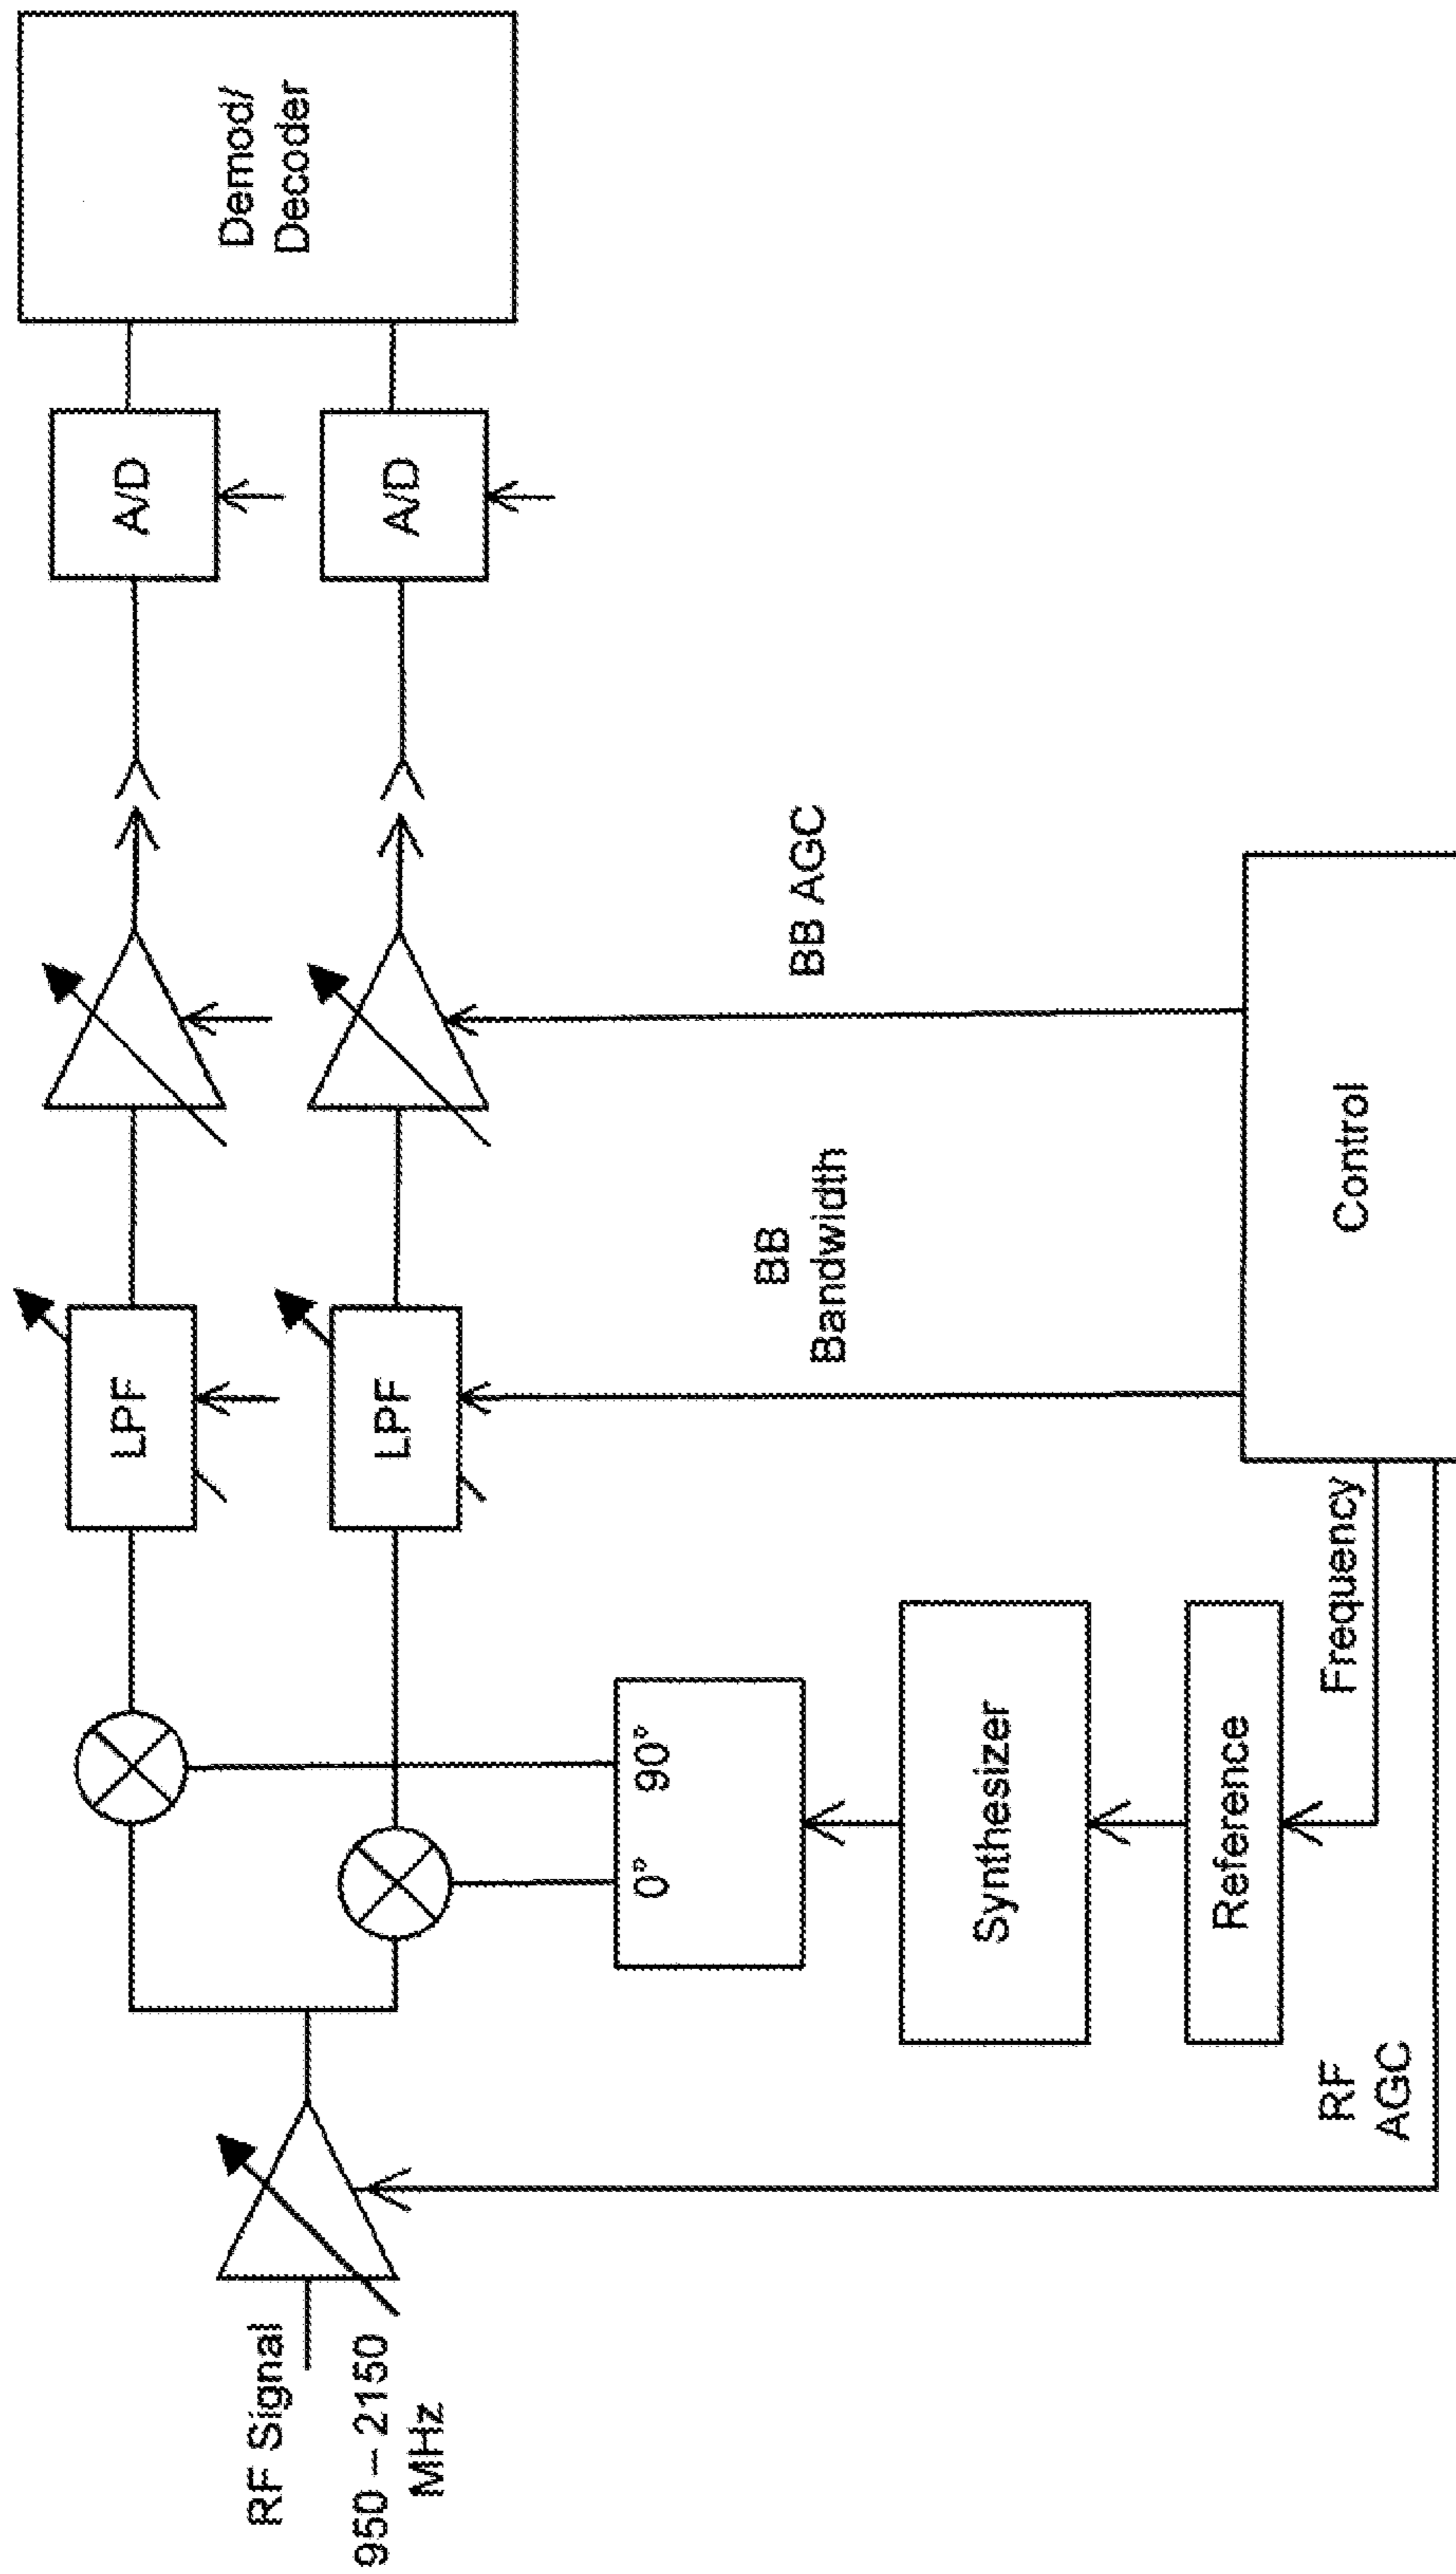 RF Signal
950 – 2150
MHz
LPF
LPF
A/D
A/D
Demod/
Decoder
0°
90°
Synthesizer
Reference
BB
Bandwidth
BB AGC
Frequency
RF
AGC
Control